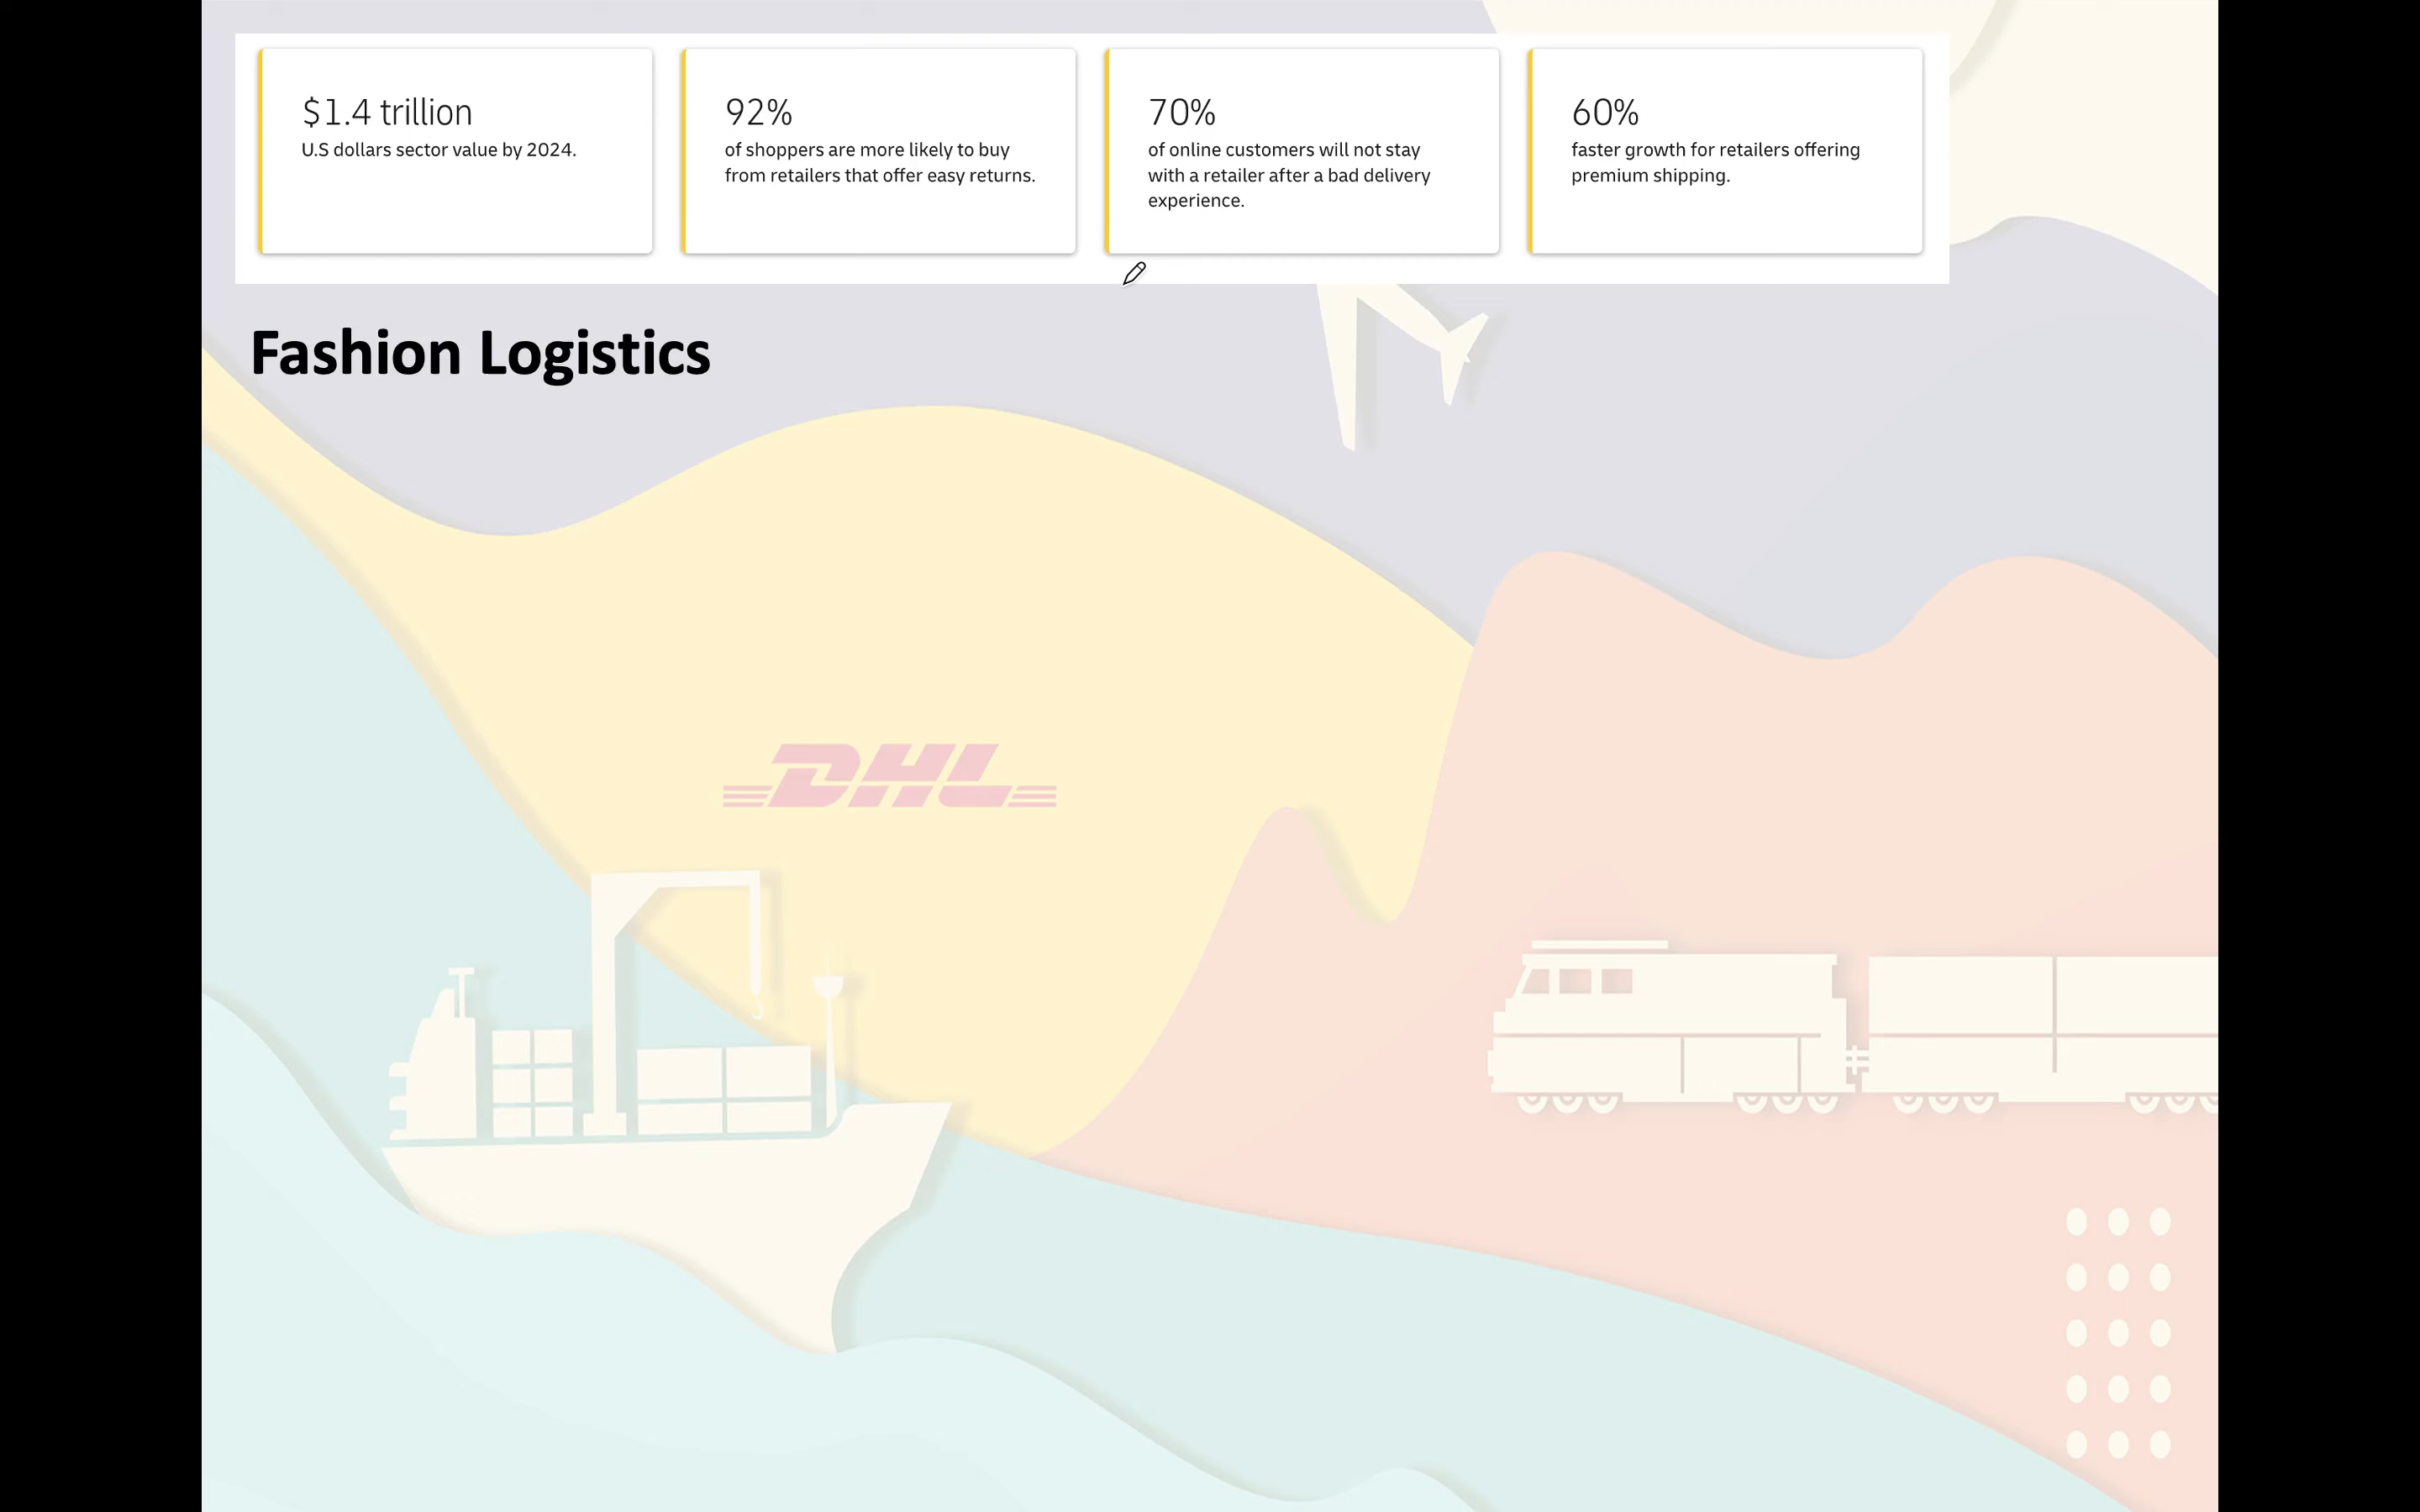 $1.4 trillion
U.S dollars sector value by 2024.
92%
of shoppers are more likely to buy
from retailers that offer easy returns.
70%
of online customers will not stay
with a retailer after a bad delivery
experience.
60%
faster growth for retailers offering
premium shipping.
Fashion Logistics
DHL